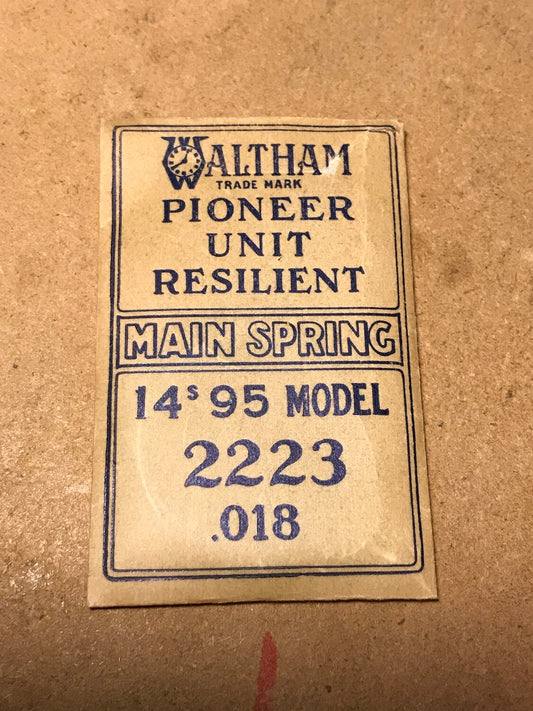 WALTHAM
TRADE MARK
PIONEER
UNIT
RESILIENT
MAIN SPRING
14s 95 MODEL
2223
.018